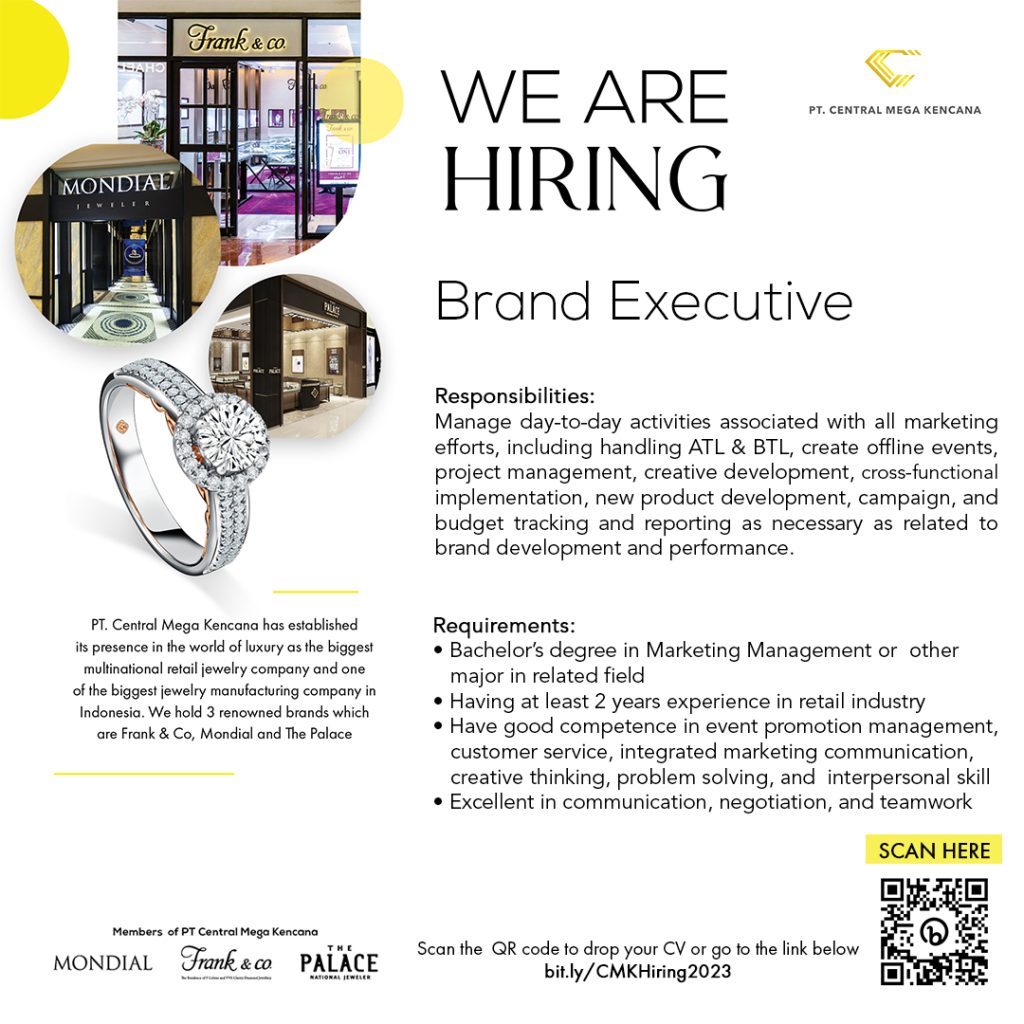 Frank & co.
MONDIAL
JEWELER
THE
PALACE
WE ARE
HIRING
PT. CENTRAL MEGA KENCANA
Brand Executive
Responsibilities:
Manage day-to-day activities associated with all marketing
efforts, including handling ATL & BTL, create offline events,
project management, creative development, cross-functional
implementation, new product development, campaign, and
budget tracking and reporting as necessary as related to
brand development and performance.
PT. Central Mega Kencana has established
its presence in the world of luxury as the biggest
multinational retail jewelry company and one
of the biggest jewelry manufacturing company in
Indonesia. We hold 3 renowned brands which
are Frank & Co, Mondial and The Palace
Requirements:
• Bachelor's degree in Marketing Management or other
major in related field
• Having at least 2 years experience in retail industry
• Have good competence in event promotion management,
customer service, integrated marketing communication,
creative thinking, problem solving, and interpersonal skill
• Excellent in communication, negotiation, and teamwork
SCAN HERE
Members of PT Central Mega Kencana
MONDIAL
Frank & co.
THE
PALACE
NATIONAL JEWELER
Scan the QR code to drop your CV or go to the link below
bit.ly/CMKHiring2023